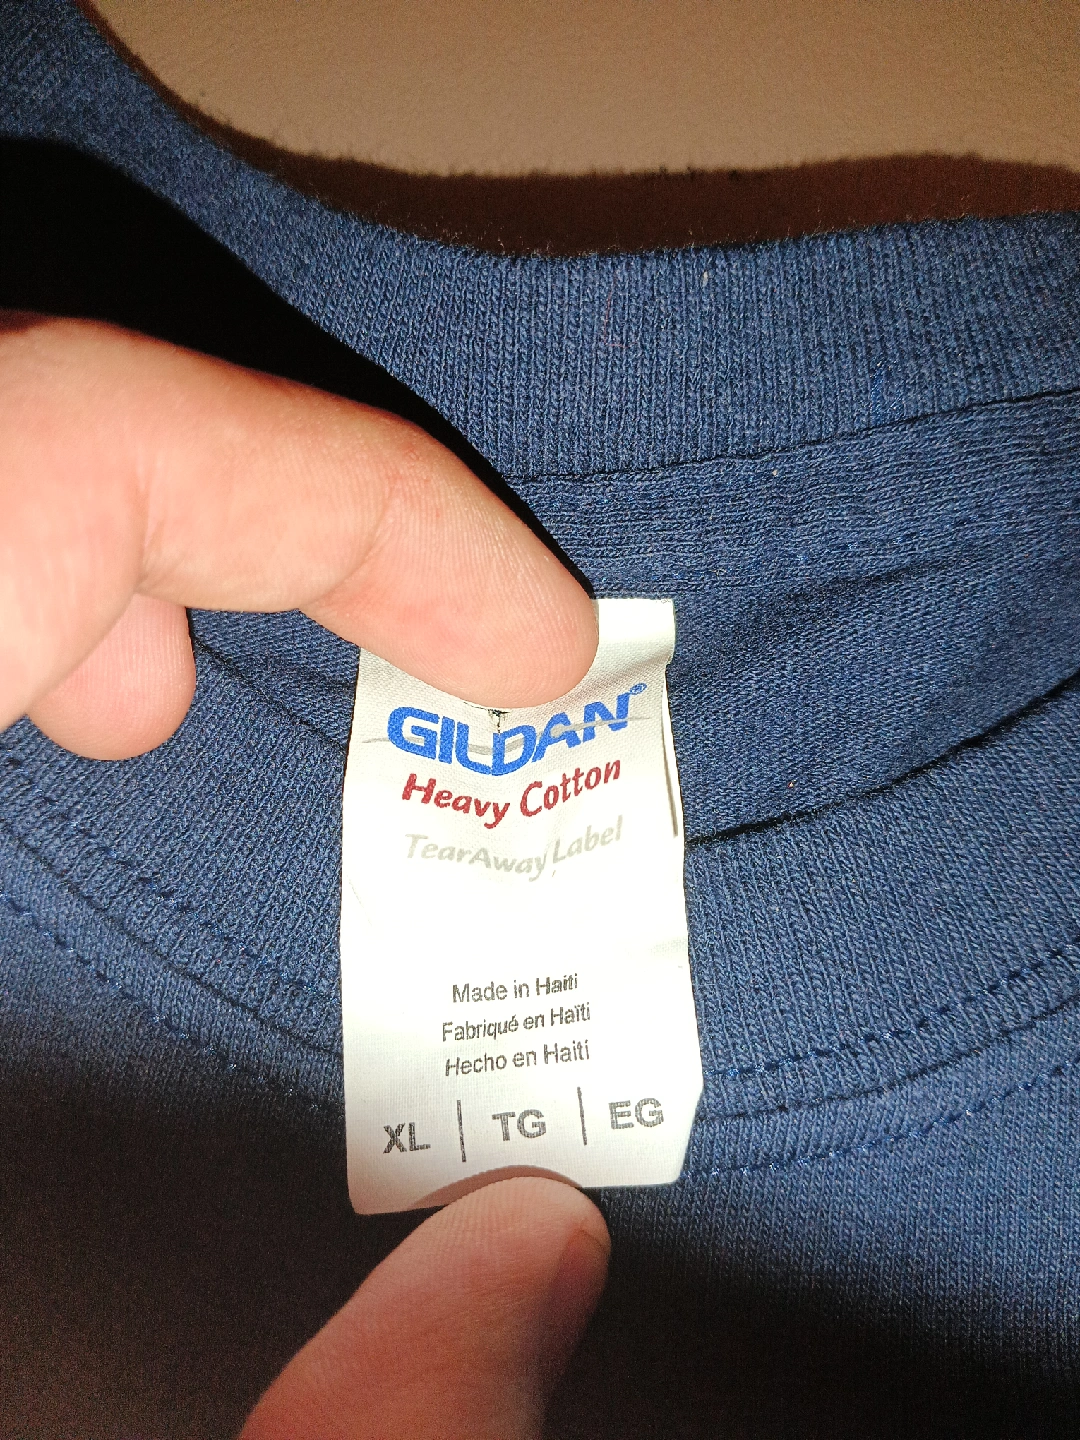 GILDAN®
Heavy Cotton
TearAway Label
Made in Haiti
Fabriqué en Haïti
Hecho en Haití
XL | TG | EG